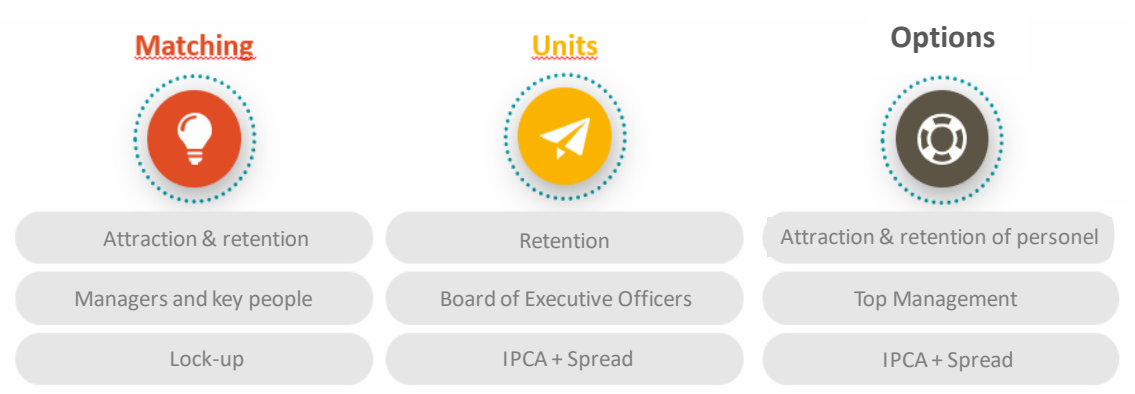 Matching
Units
Options
Attraction & retention
Retention
Attraction & retention of personel
Managers and key people
Board of Executive Officers
Top Management
Lock-up
IPCA + Spread
IPCA + Spread